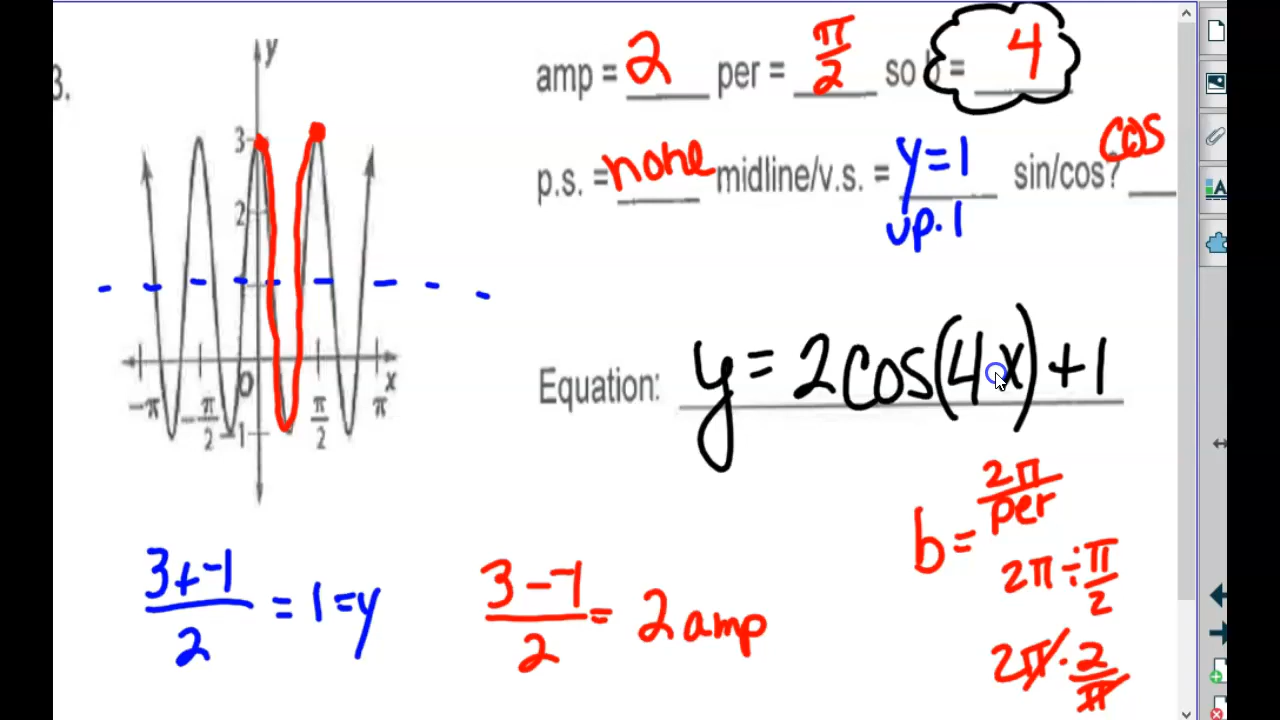 3.
amp = 2 per = π/2 so b = 4
p.s. = none midline/v.s. = y=1 sin/cos? cos
up. 1
y
3
2
O
x
-π -π/2 -1 π/2 π
Equation: y = 2cos(4x)+1
b = 2π/per
2π ÷ π/2
2π · 2/π
(3+-1)/2 = 1 = y
(3--1)/2 = 2 amp